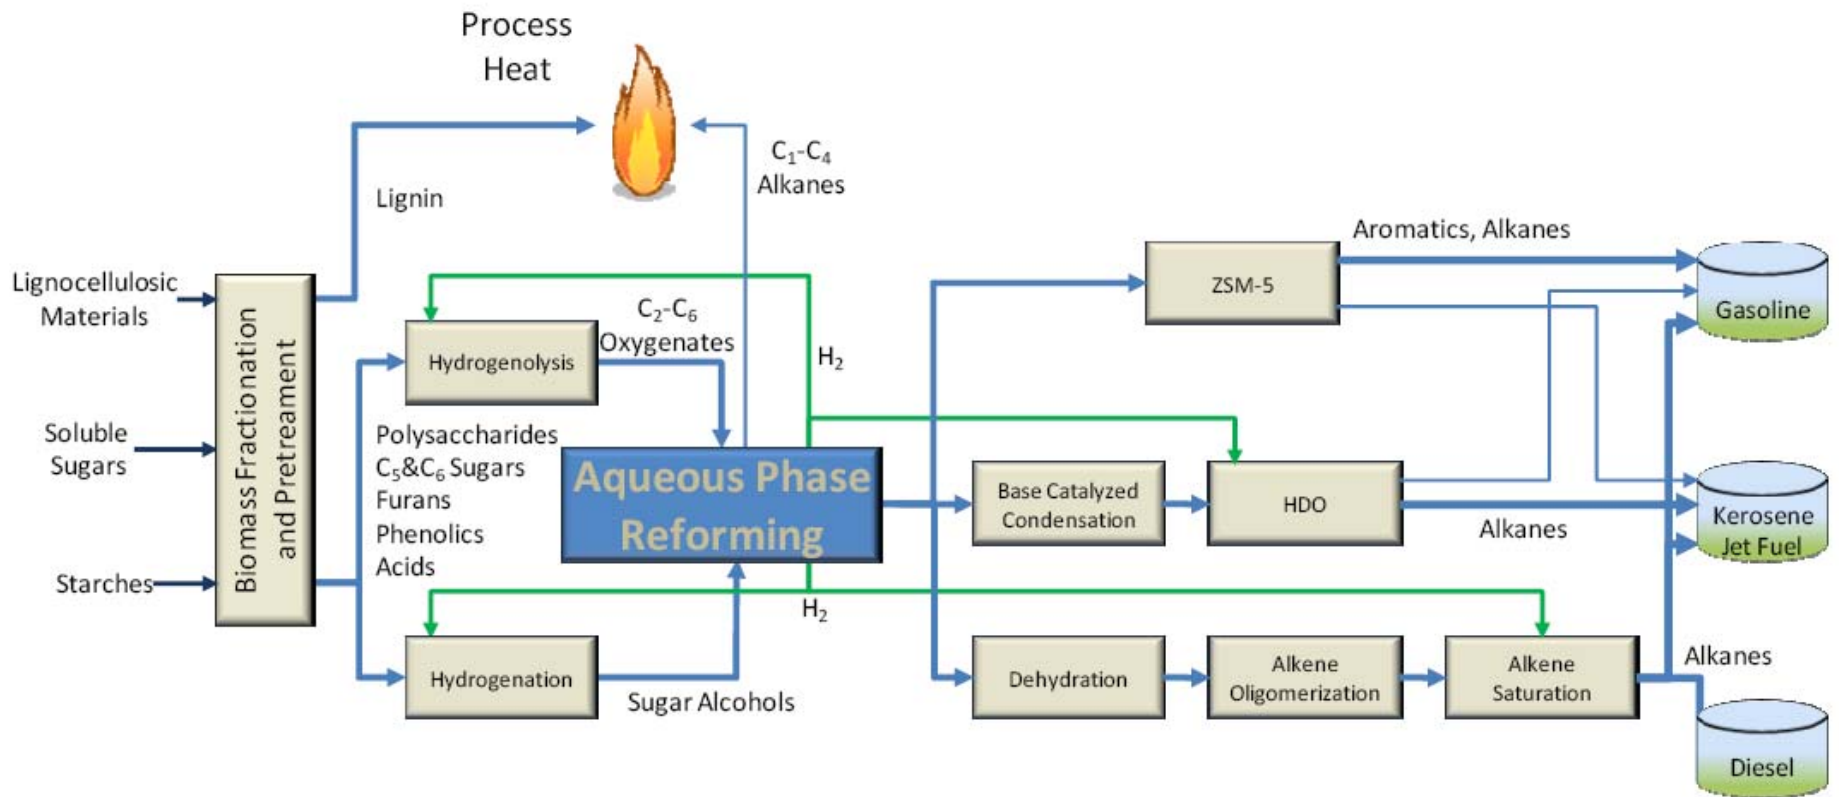 Process
Heat
C₁-C₄
Alkanes
Lignin
Lignocellulosic
Materials
Soluble
Sugars
Starches
Biomass Fractionation
and Pretreament
Hydrogenolysis
C₂-C₆
Oxygenates
H₂
Polysaccharides
C₅&C₆ Sugars
Furans
Phenolics
Acids
Aqueous Phase
Reforming
H₂
Hydrogenation
Sugar Alcohols
ZSM-5
Aromatics, Alkanes
Gasoline
Base Catalyzed
Condensation
HDO
Alkanes
Kerosene
Jet Fuel
Dehydration
Alkene
Oligomerization
Alkene
Saturation
Alkanes
Diesel